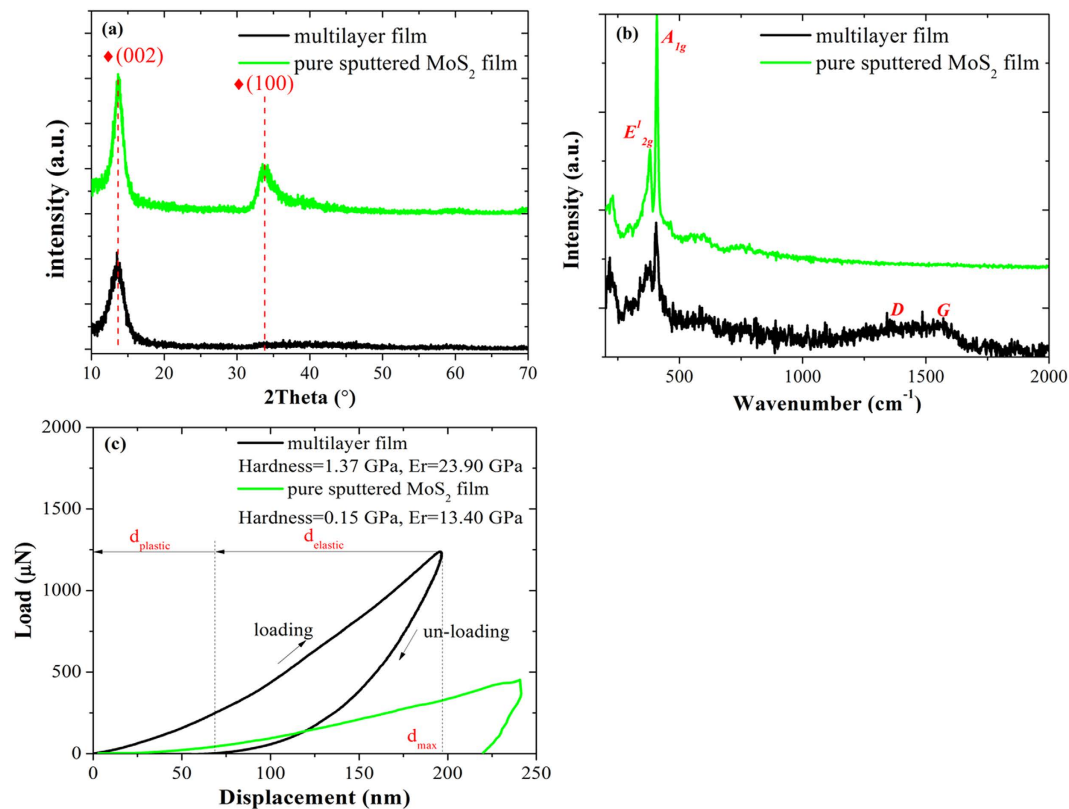 (a)
multilayer film
pure sputtered MoS₂ film
♦(002)
♦(100)
intensity (a.u.)
10 20 30 40 50 60 70
2Theta (°)
(b)
A₁g
multilayer film
pure sputtered MoS₂ film
E¹₂g
D G
Intensity (a.u.)
500 1000 1500 2000
Wavenumber (cm⁻¹)
(c)
multilayer film
Hardness=1.37 GPa, Er=23.90 GPa
pure sputtered MoS₂ film
Hardness=0.15 GPa, Er=13.40 GPa
d plastic
d elastic
loading
un-loading
d max
2000
1500
1000
500
0
Load (μN)
0 50 100 150 200 250
Displacement (nm)